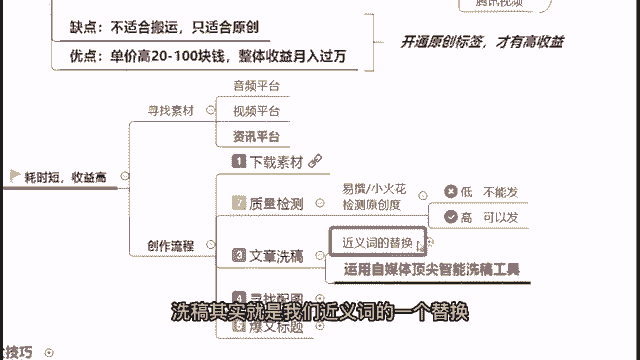 腾讯视频
缺点：不适合搬运，只适合原创
开通原创标签，才有高收益
优点：单价高20-100块钱，整体收益月入过万
音频平台
寻找素材
视频平台
资讯平台
1 下载素材
耗时短，收益高
易撰/小火花
检测原创度
低 不能发
2 质量检测
高 可以发
创作流程
近义词的替换
3 文章洗稿
运用自媒体顶尖智能洗稿工具
4 寻找配图
洗稿其实就是我们近义词的一个替换
5 爆文标题
技巧